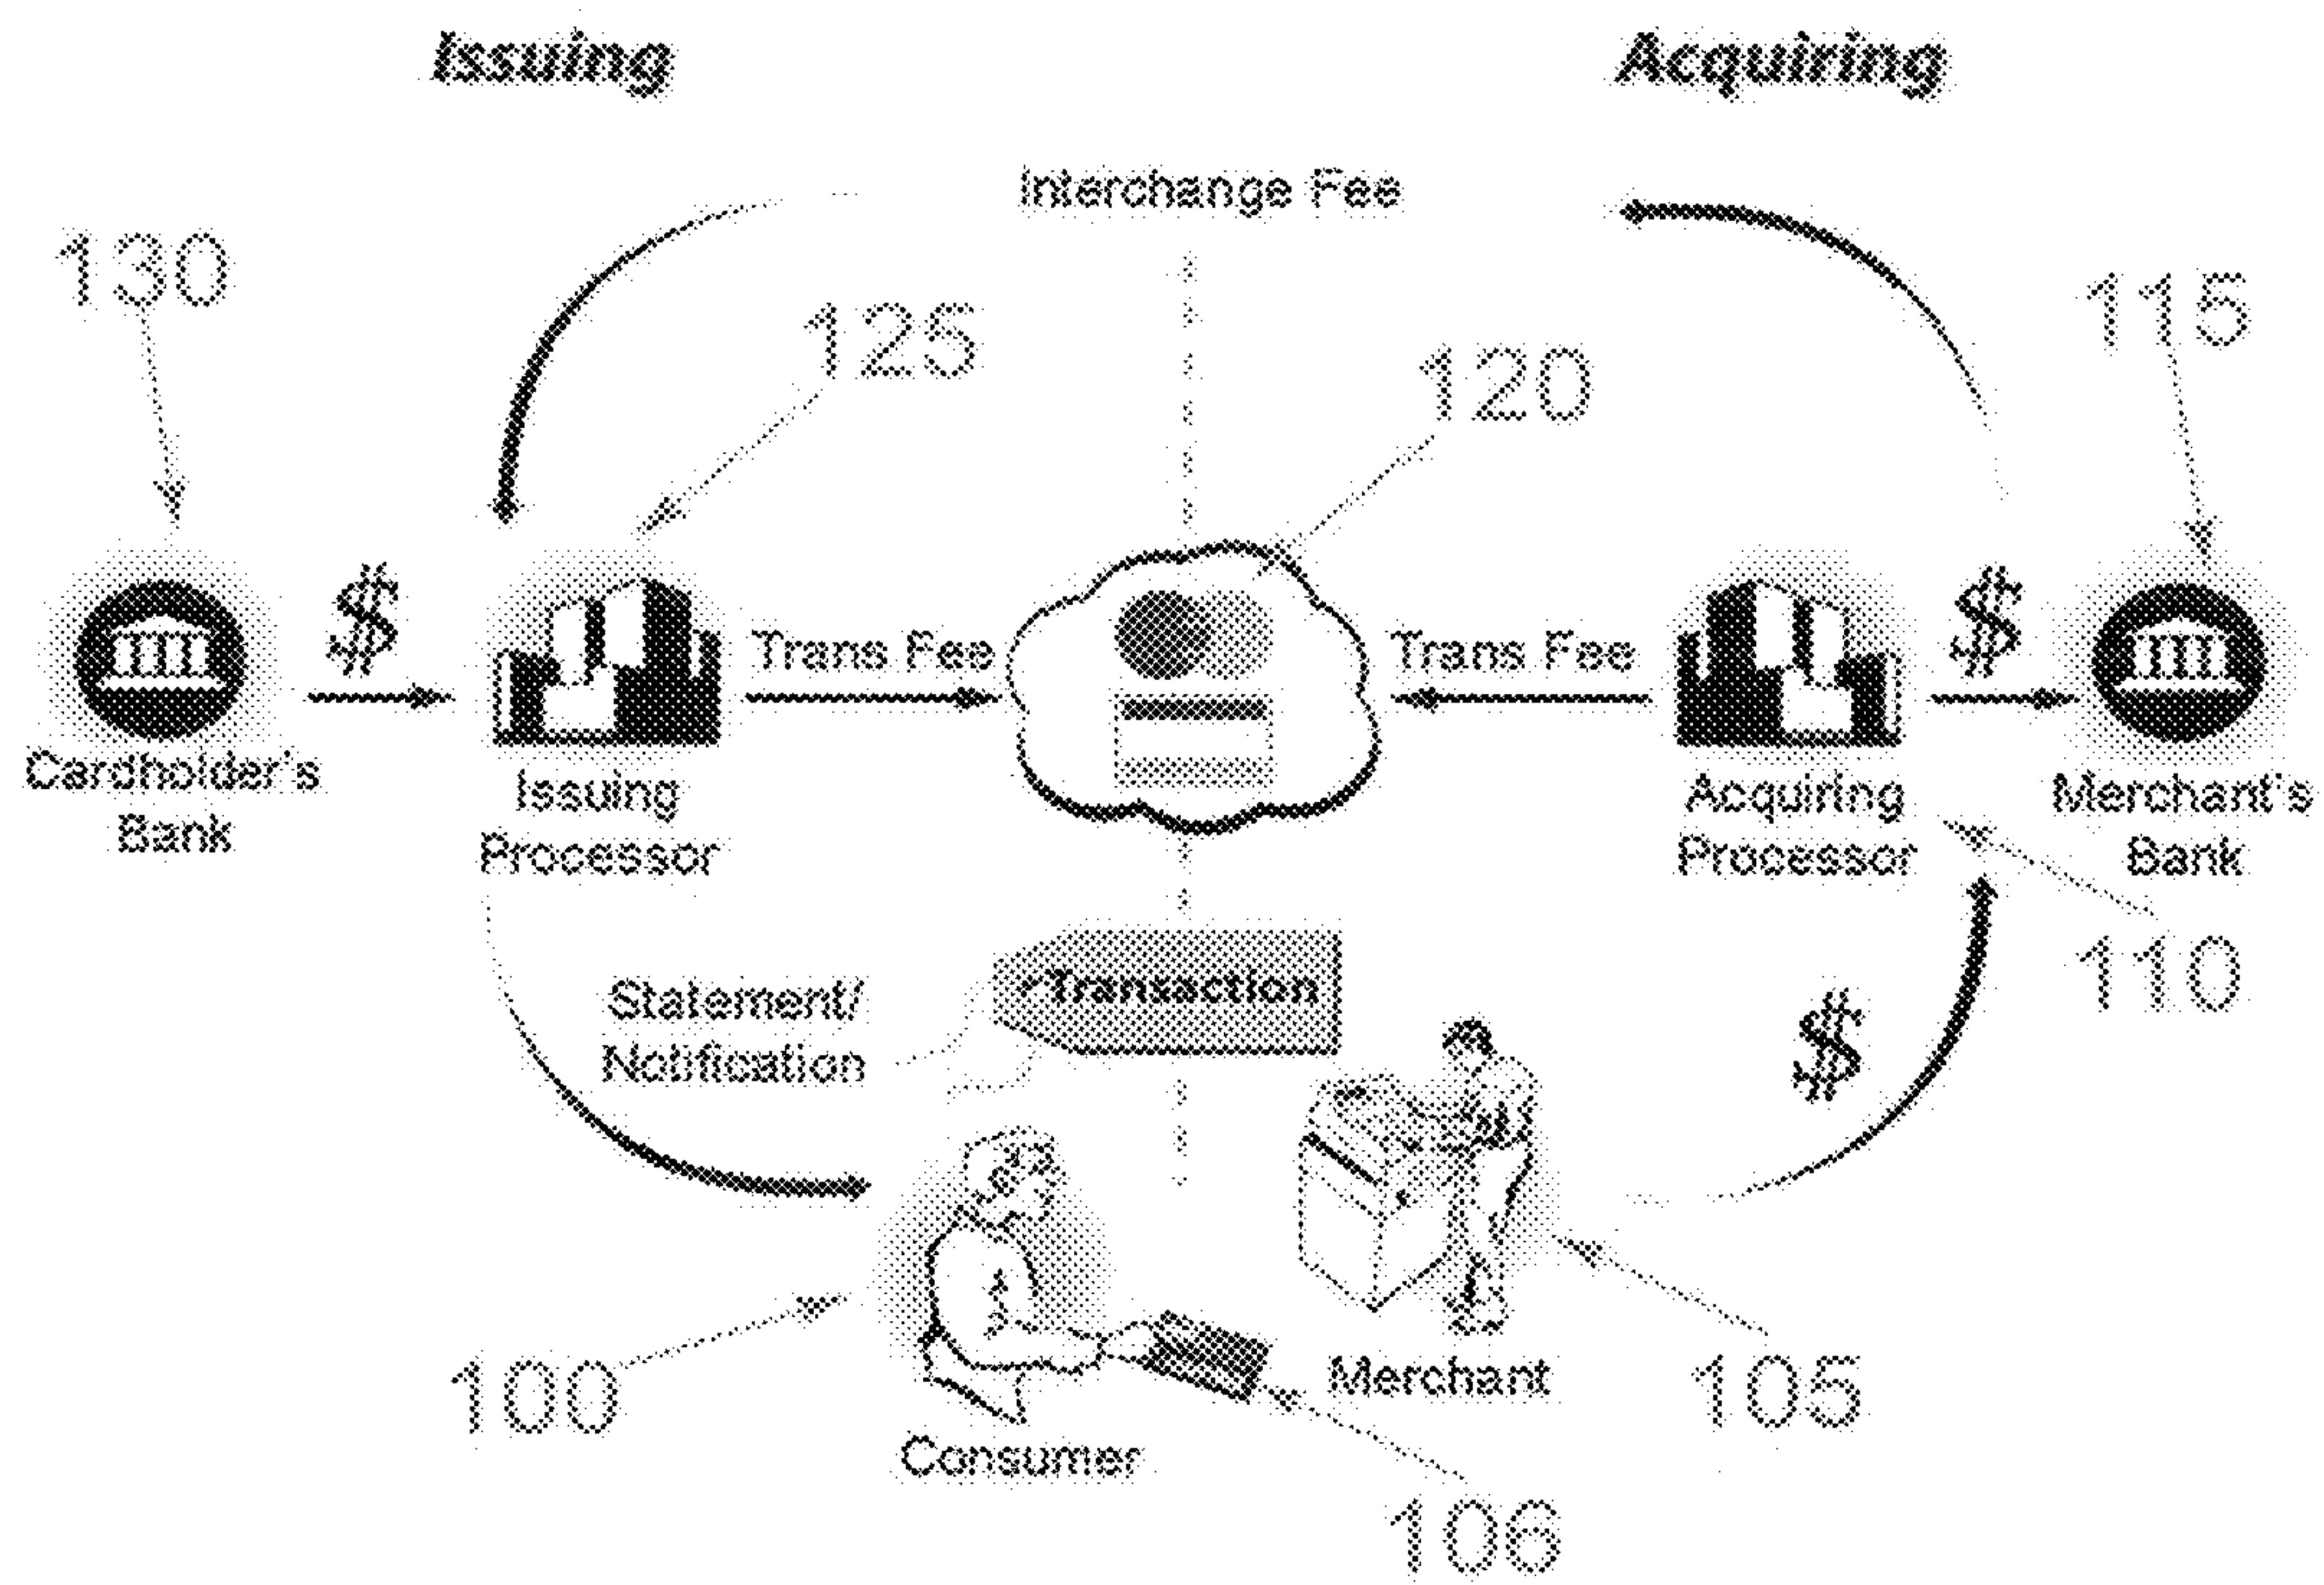 Issuing
Acquiring
Interchange Fee
130
125
120
115
$
Trans Fee
Trans Fee
$
Cardholder's
Bank
Issuing
Processor
Acquiring
Processor
Merchant's
Bank
Transaction
Statement/
Notification
110
$
100
Consumer
Merchant
105
106